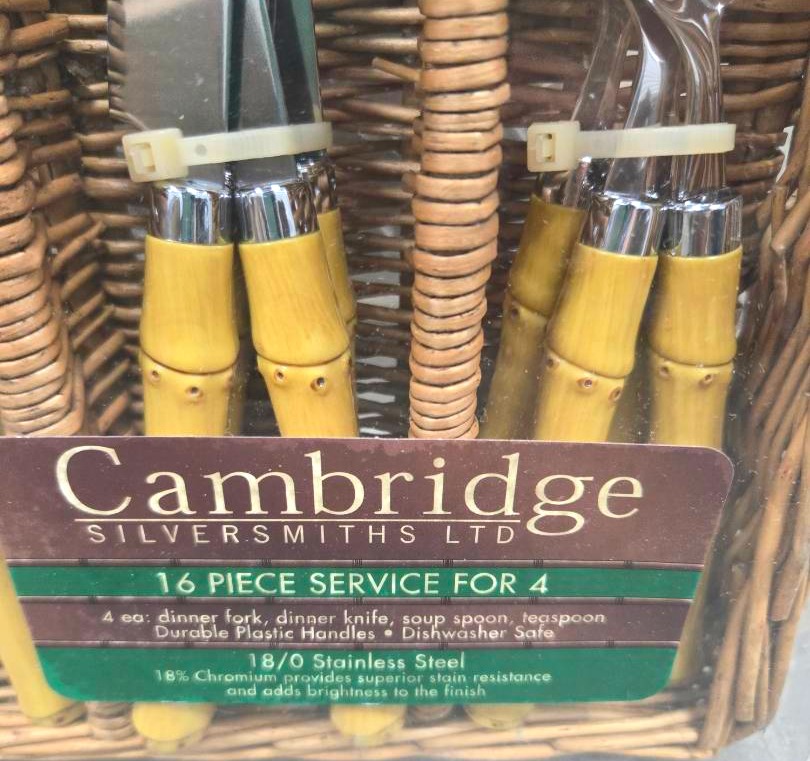 Cambridge
SILVERSMITHS LTD
16 PIECE SERVICE FOR 4
4 ea: dinner fork, dinner knife, soup spoon, teaspoon
Durable Plastic Handles • Dishwasher Safe
18/0 Stainless Steel
18% Chromium provides superior stain resistance
and adds brightness to the finish